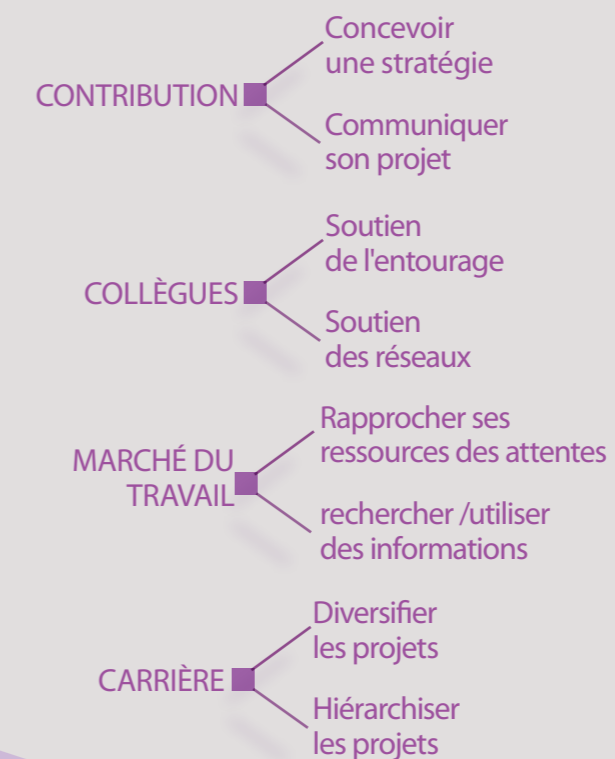 CONTRIBUTION
Concevoir
une stratégie
Communiquer
son projet
COLLÈGUES
Soutien
de l'entourage
Soutien
des réseaux
MARCHÉ DU
TRAVAIL
Rapprocher ses
ressources des attentes
rechercher /utiliser
des informations
CARRIÈRE
Diversifier
les projets
Hiérarchiser
les projets